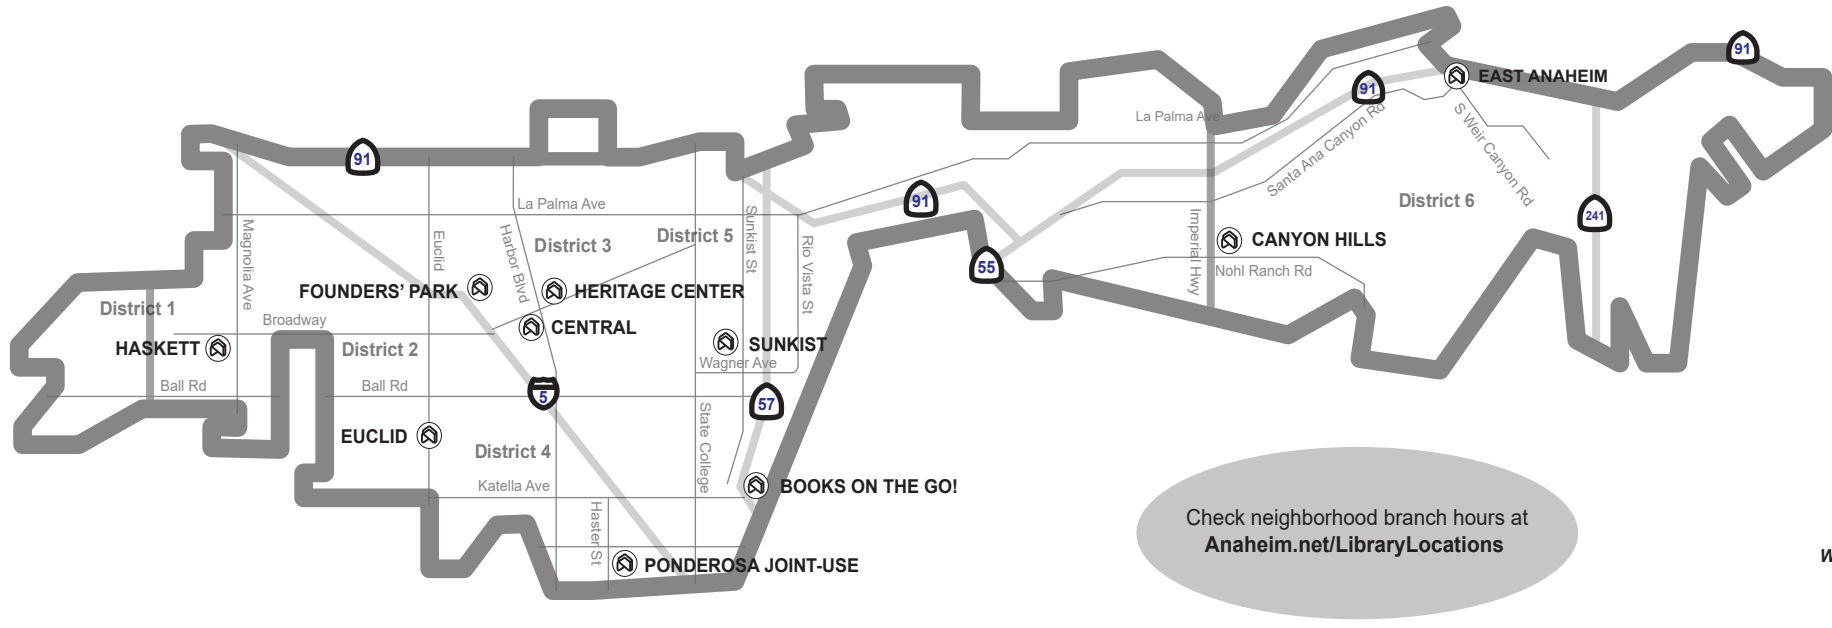 91
91
EAST ANAHEIM
La Palma Ave
Santa Ana Canyon Rd
S Weir Canyon Rd
91
91
La Palma Ave
District 6
241
Magnolia Ave
Euclid
Harbor Blvd
District 3
District 5
Sunkist St
Rio Vista St
Imperial Hwy
CANYON HILLS
55
Nohl Ranch Rd
FOUNDERS’ PARK
HERITAGE CENTER
District 1
Broadway
CENTRAL
HASKETT
District 2
SUNKIST
Wagner Ave
Ball Rd
Ball Rd
5
57
State College
EUCLID
District 4
Katella Ave
BOOKS ON THE GO!
Haster St
PONDEROSA JOINT-USE
Check neighborhood branch hours at
Anaheim.net/LibraryLocations
W